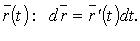 r̄(t): dr̄ = r̄′(t)dt.